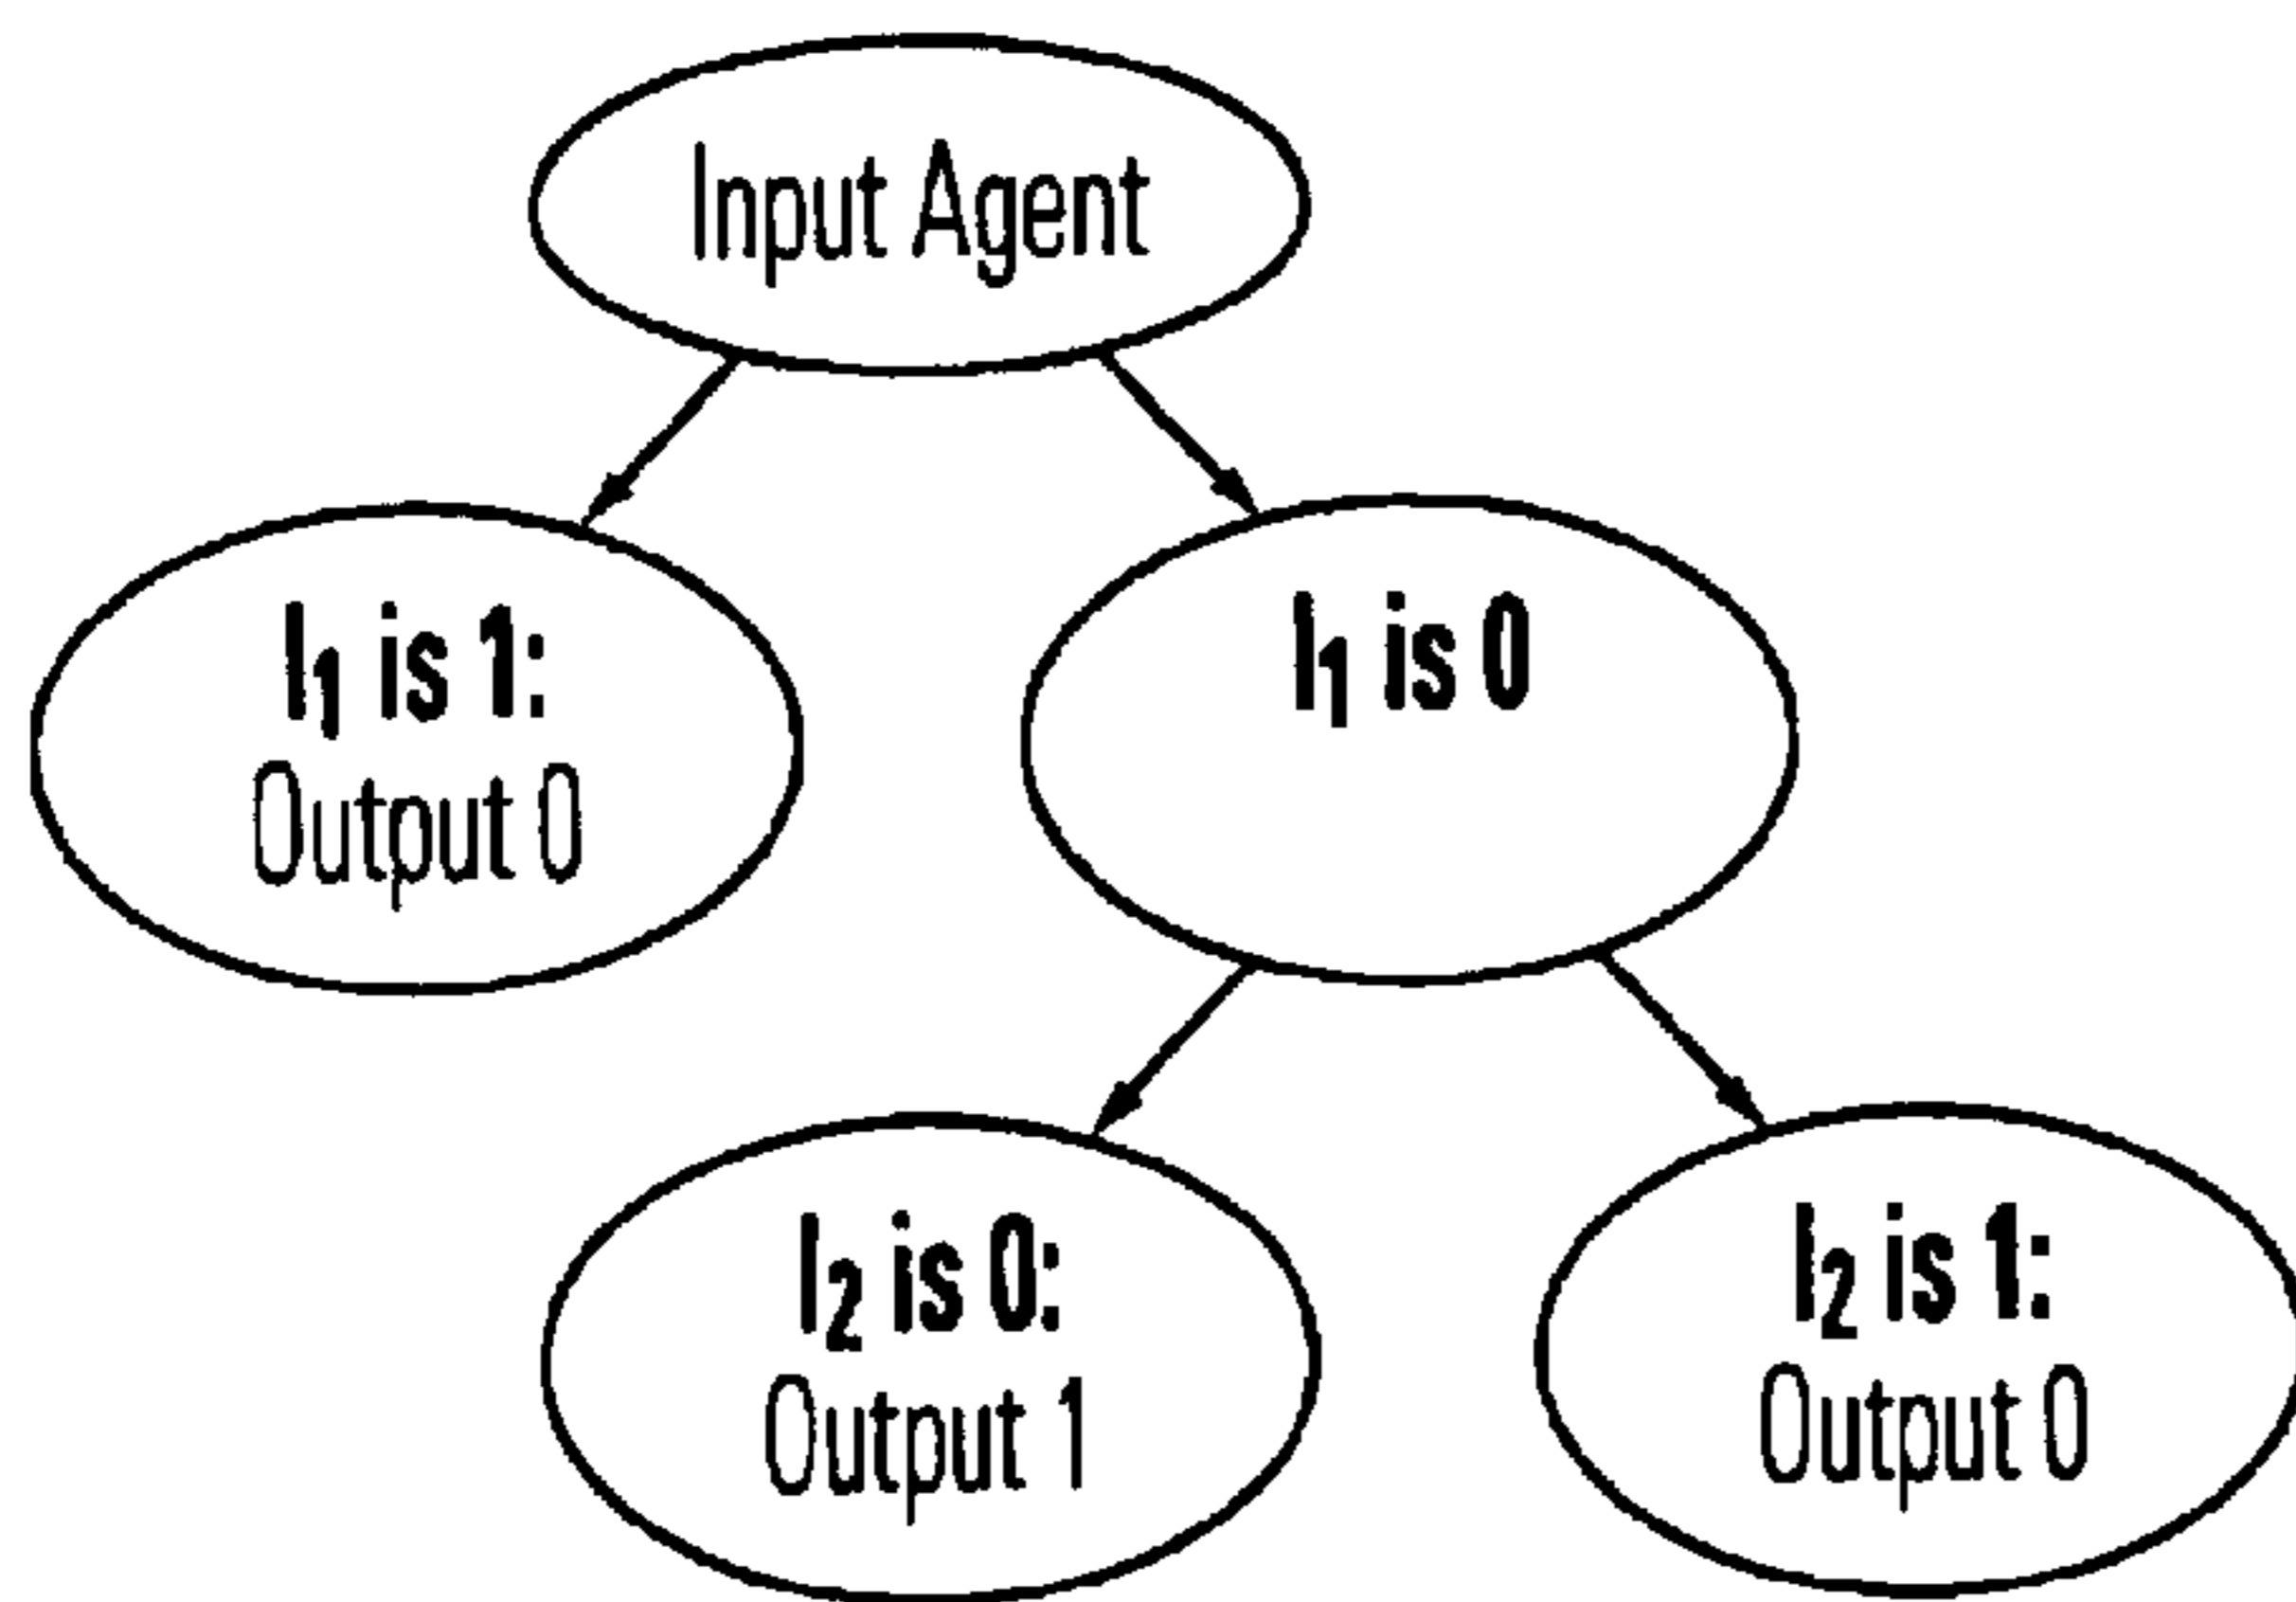 Input Agent
I₁ is 1:
Output 0
I₁ is 0
I₂ is 0:
Output 1
I₂ is 1:
Output 0